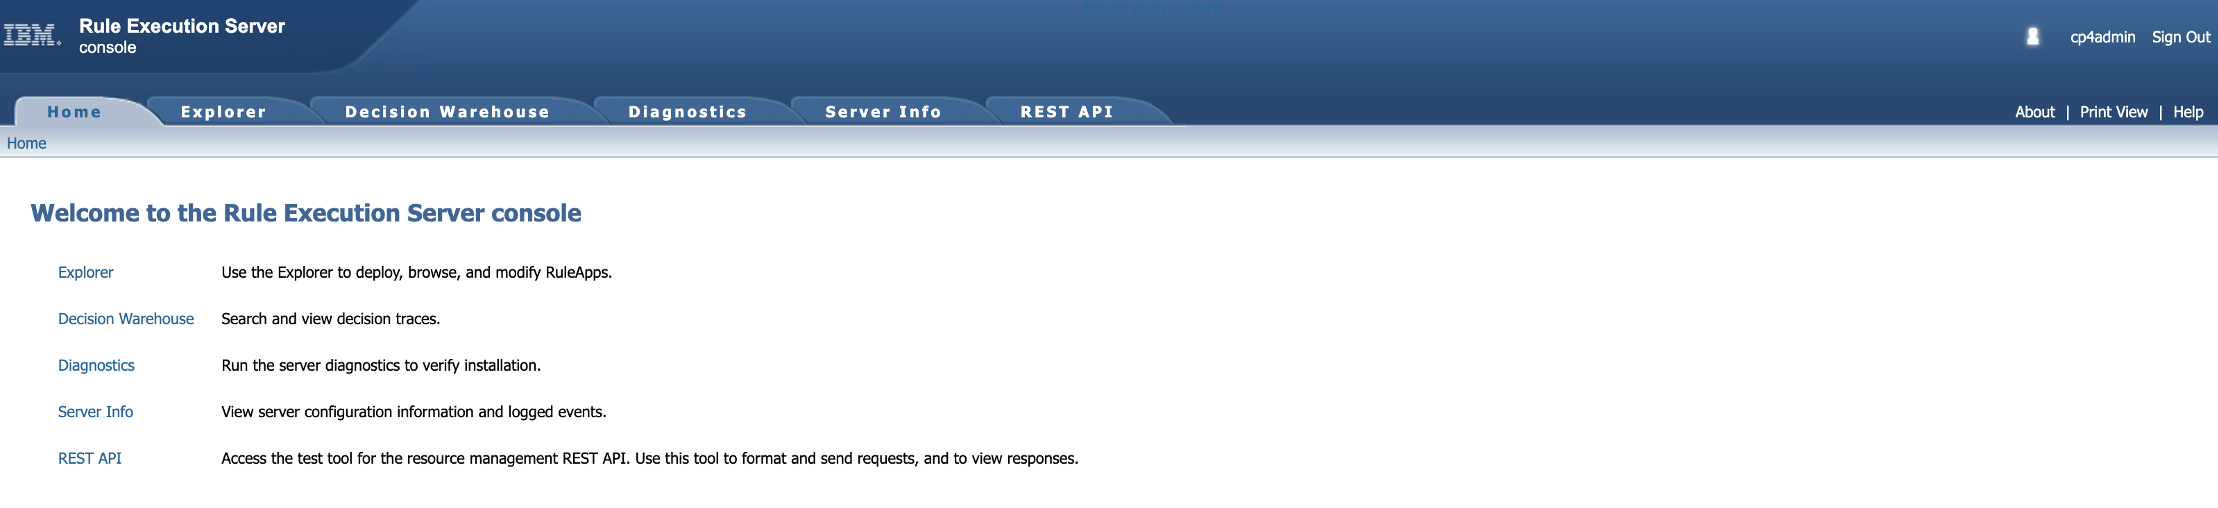 Skip to main content
IBM.
Rule Execution Server
console
cp4admin Sign Out
Home Explorer Decision Warehouse Diagnostics Server Info REST API
About | Print View | Help
Home
Welcome to the Rule Execution Server console
Explorer Use the Explorer to deploy, browse, and modify RuleApps.
Decision Warehouse Search and view decision traces.
Diagnostics Run the server diagnostics to verify installation.
Server Info View server configuration information and logged events.
REST API Access the test tool for the resource management REST API. Use this tool to format and send requests, and to view responses.